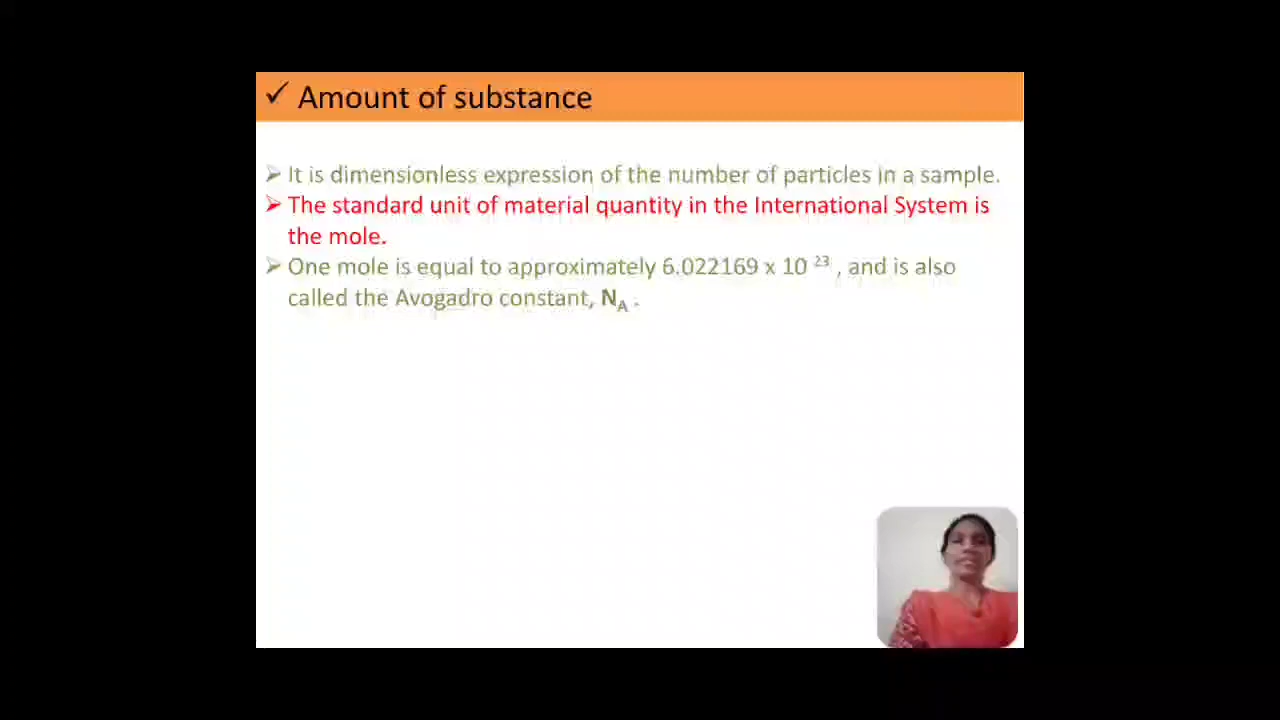 ✓ Amount of substance
➢ It is dimensionless expression of the number of particles in a sample.
➢ The standard unit of material quantity in the International System is
the mole.
➢ One mole is equal to approximately 6.022169 x 10 ²³ , and is also
called the Avogadro constant, N_A .